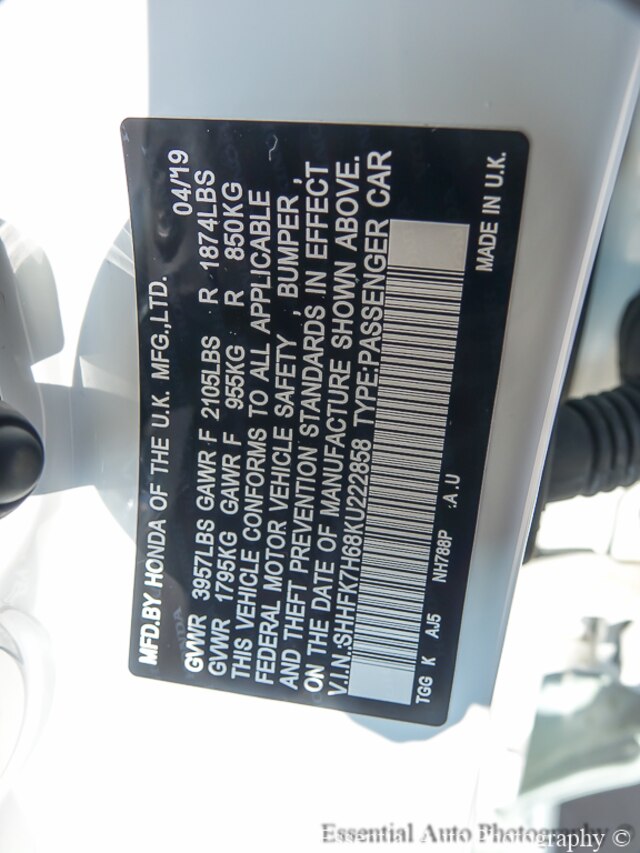 MFD.BY HONDA OF THE U.K. MFG.,LTD. 04/'19
GVWR 3957LBS GAWR F 2105LBS R 1874LBS
GVWR 1795KG GAWR F 955KG R 850KG
THIS VEHICLE CONFORMS TO ALL APPLICABLE
FEDERAL MOTOR VEHICLE SAFETY , BUMPER ,
AND THEFT PREVENTION STANDARDS IN EFFECT
ON THE DATE OF MANUFACTURE SHOWN ABOVE.
V.I.N.:SHHFK7H68KU222858 TYPE:PASSENGER CAR
TGG K AJ5 NH788P :A.U MADE IN U.K.
Essential Auto Photography ©